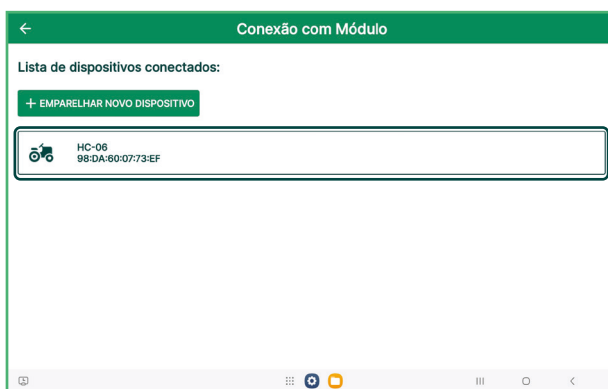 Conexão com Módulo
Lista de dispositivos conectados:
+ EMPARELHAR NOVO DISPOSITIVO
HC-06
98:DA:60:07:73:EF